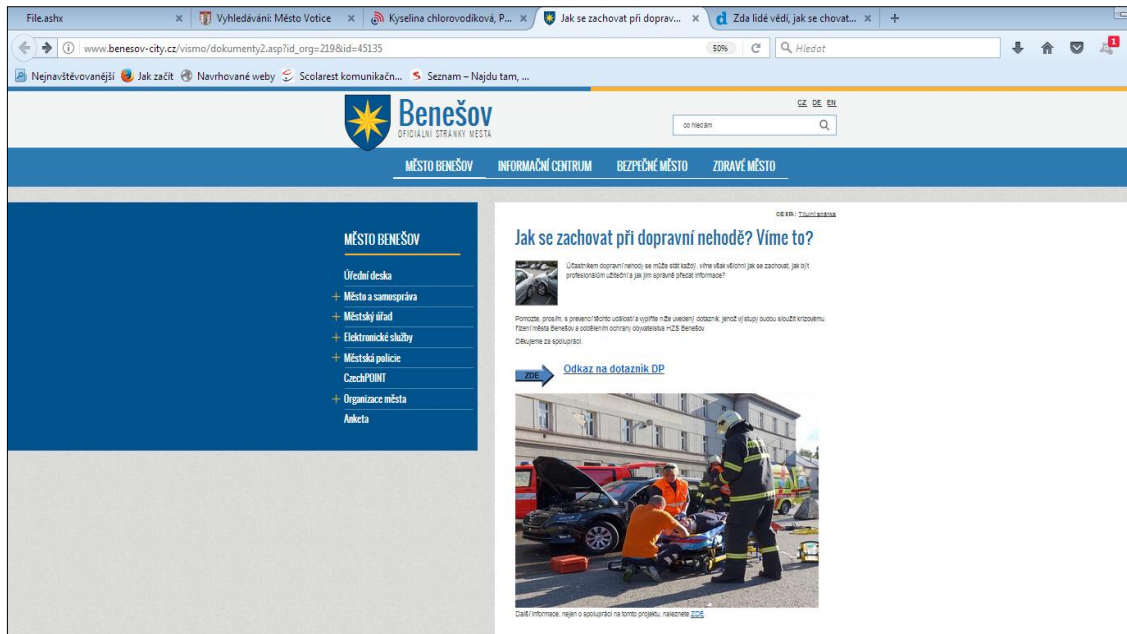 File.ashx
Vyhledávání: Město Votice
Kyselina chlorovodíková, P...
Jak se zachovat při doprav...
Zda lidé vědí, jak se chovat...
www.benesov-city.cz/vismo/dokumenty2.asp?id_org=219&id=45135
50%
Hledat
1
Nejnavštěvovanější
Jak začít
Navrhované weby
Scolarest komunikačn...
Seznam – Najdu tam, ...
Benešov
OFICIÁLNÍ STRÁNKY MĚSTA
CZ DE EN
co hledám
MĚSTO BENEŠOV
INFORMAČNÍ CENTRUM
BEZPEČNÉ MĚSTO
ZDRAVÉ MĚSTO
MĚSTO BENEŠOV
Úřední deska
Město a samospráva
Městský úřad
Elektronické služby
Městská policie
CzechPOINT
Organizace města
Anketa
Titulní stránka
Jak se zachovat při dopravní nehodě? Víme to?
Účastníkem dopravní nehody se může stát každý, víme však všichni jak se zachovat, jak být
profesionálům užiteční a jak jim správně předat informace?
Pomozte, prosím, s prevencí těchto událostí a vyplňte níže uvedený dotazník, jehož výstupy budou sloužit krizovému
řízení města Benešov a oddělením ochrany obyvatelstva HZS Benešov.
Děkujeme za spolupráci.
ZDE
Odkaz na dotazník DP
Další informace, nejen o spolupráci na tomto projektu, naleznete ZDE.